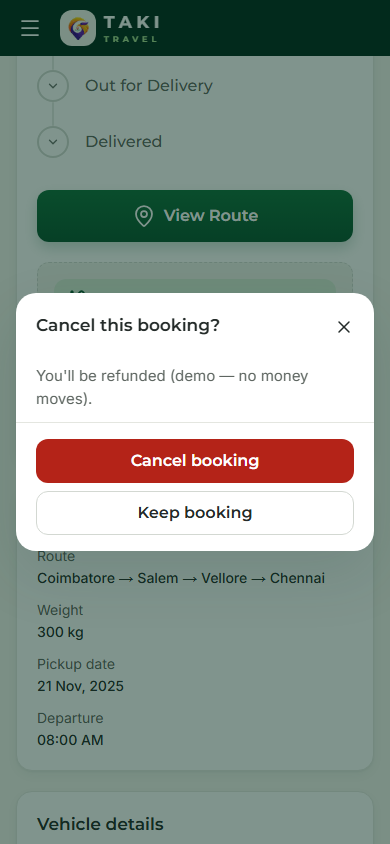 TAKI
TRAVEL
Out for Delivery
Delivered
View Route
Cancel this booking?
You'll be refunded (demo — no money
moves).
Cancel booking
Keep booking
Route
Coimbatore → Salem → Vellore → Chennai
Weight
300 kg
Pickup date
21 Nov, 2025
Departure
08:00 AM
Vehicle details